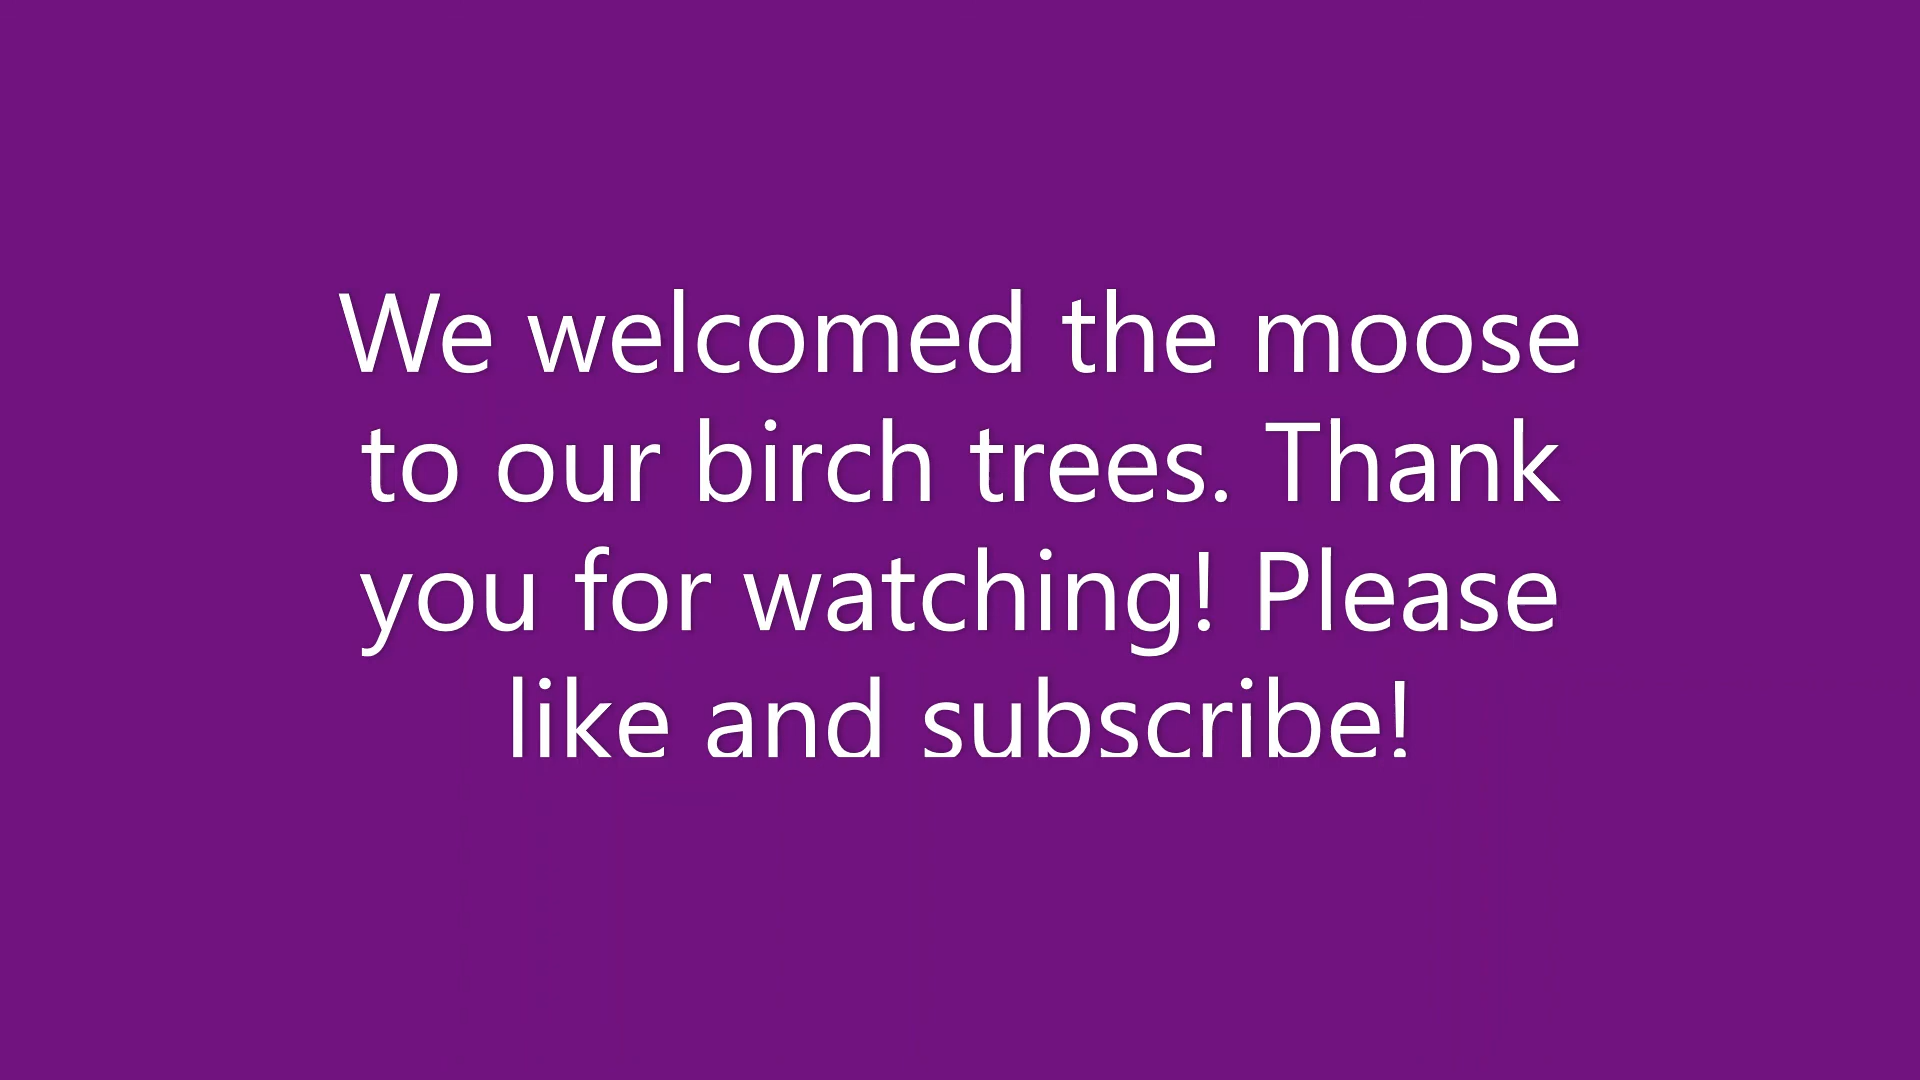 We welcomed the moose
to our birch trees. Thank
you for watching! Please
like and subscribe!